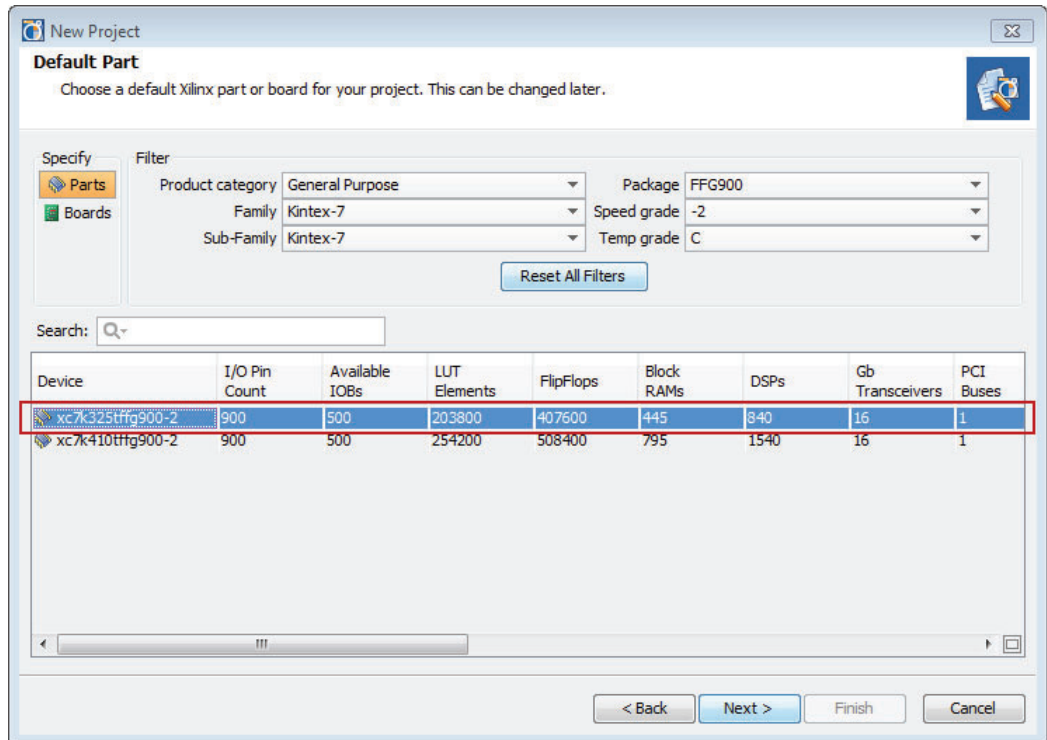 New Project
Default Part
Choose a default Xilinx part or board for your project. This can be changed later.
Specify Filter
Parts Product category General Purpose Package FFG900
Boards Family Kintex-7 Speed grade -2
Sub-Family Kintex-7 Temp grade C
Reset All Filters
Search:
Device I/O Pin Count Available IOBs LUT Elements FlipFlops Block RAMs DSPs Gb Transceivers PCI Buses
xc7k325tffg900-2 900 500 203800 407600 445 840 16 1
xc7k410tffg900-2 900 500 254200 508400 795 1540 16 1
< Back Next > Finish Cancel